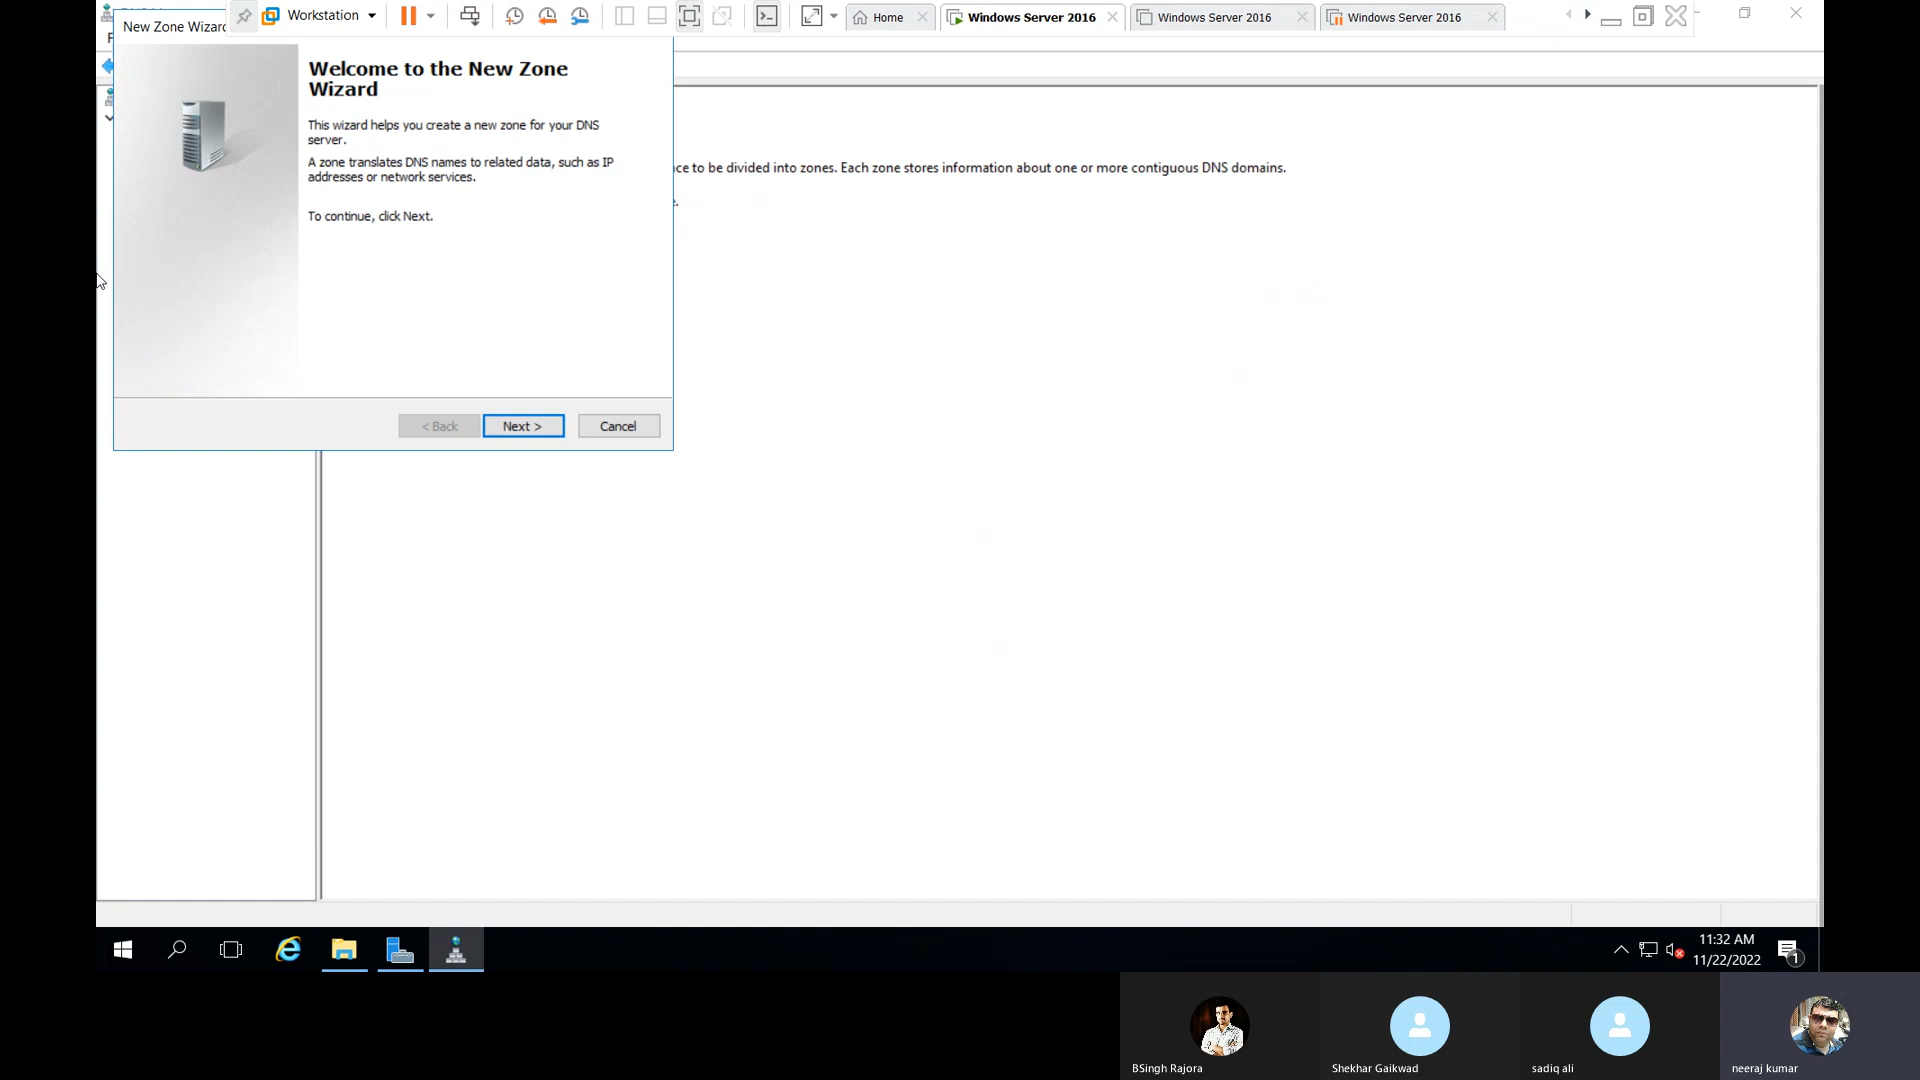 New Zone Wizard
Workstation
Home
Windows Server 2016
Windows Server 2016
Windows Server 2016
Welcome to the New Zone
Wizard
This wizard helps you create a new zone for your DNS
server.
A zone translates DNS names to related data, such as IP
addresses or network services.
To continue, click Next.
to be divided into zones. Each zone stores information about one or more contiguous DNS domains.
< Back
Next >
Cancel
11:32 AM
11/22/2022
1
BSingh Rajora
Shekhar Gaikwad
sadiq ali
neeraj kumar